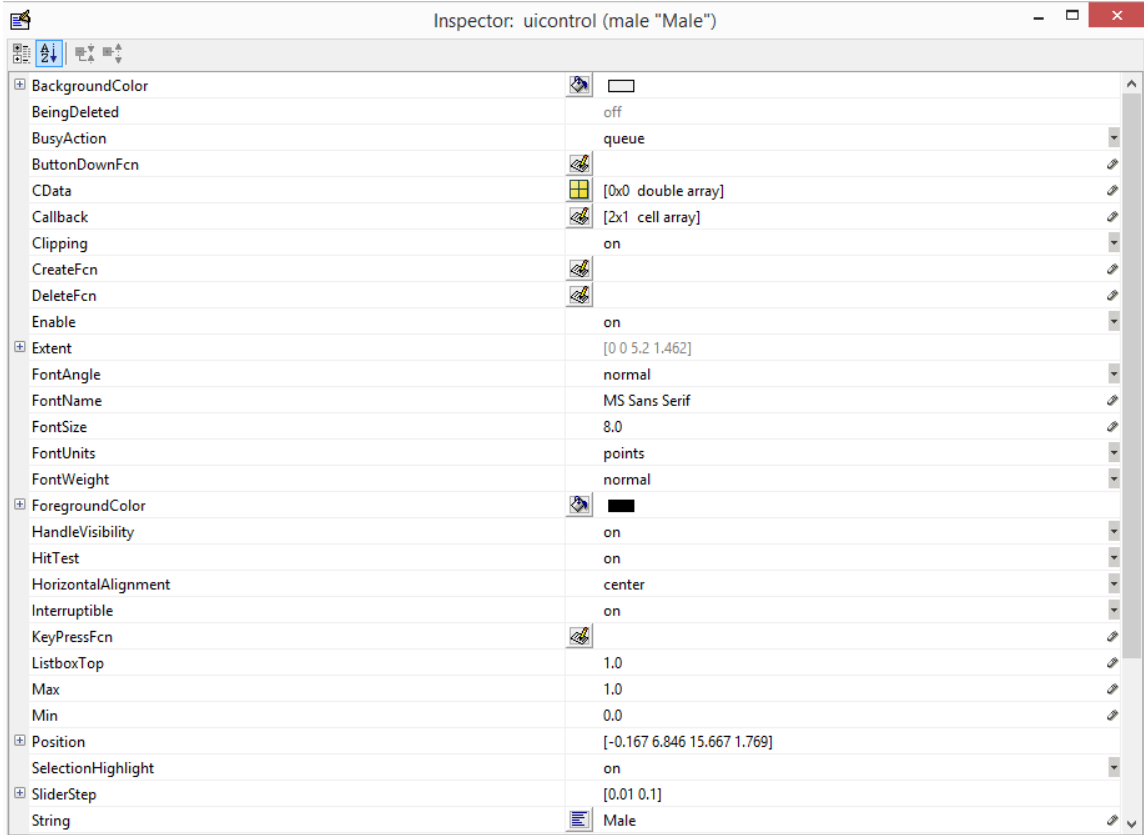 Inspector: uicontrol (male "Male")
BackgroundColor
BeingDeleted off
BusyAction queue
ButtonDownFcn
CData [0x0 double array]
Callback [2x1 cell array]
Clipping on
CreateFcn
DeleteFcn
Enable on
Extent [0 0 5.2 1.462]
FontAngle normal
FontName MS Sans Serif
FontSize 8.0
FontUnits points
FontWeight normal
ForegroundColor
HandleVisibility on
HitTest on
HorizontalAlignment center
Interruptible on
KeyPressFcn
ListboxTop 1.0
Max 1.0
Min 0.0
Position [-0.167 6.846 15.667 1.769]
SelectionHighlight on
SliderStep [0.01 0.1]
String Male